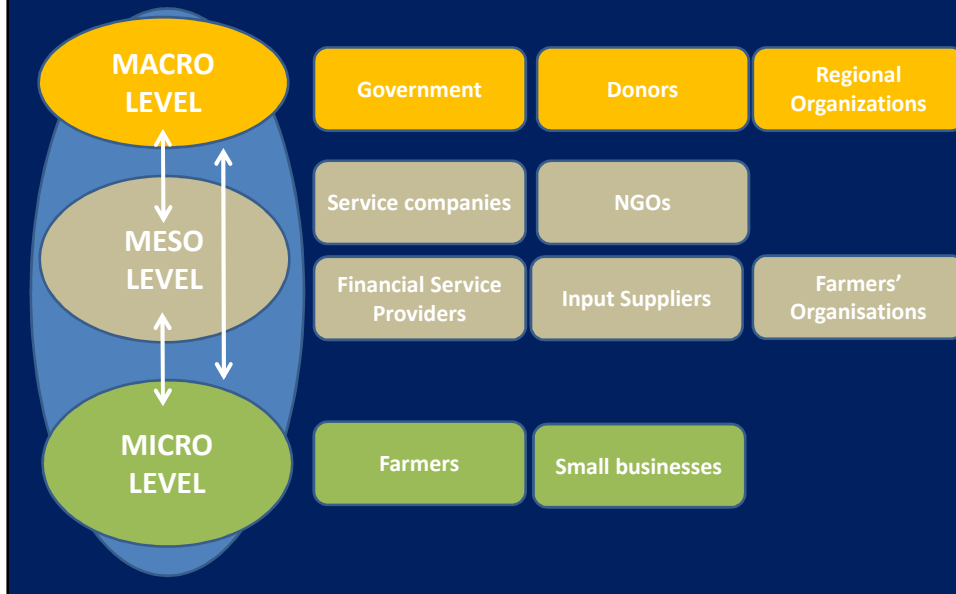 MACRO
LEVEL
Government
Donors
Regional
Organizations
MESO
LEVEL
Service companies
NGOs
Financial Service
Providers
Input Suppliers
Farmers’
Organisations
MICRO
LEVEL
Farmers
Small businesses